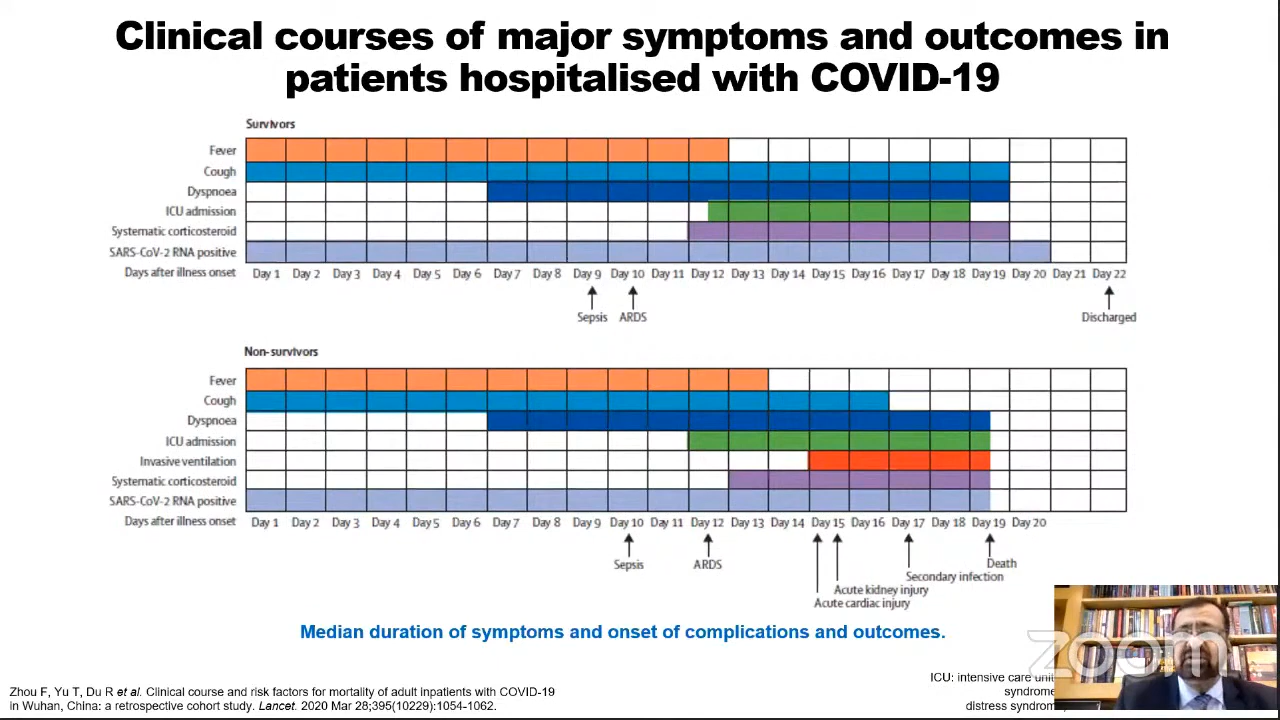 Clinical courses of major symptoms and outcomes in
patients hospitalised with COVID-19
Survivors
Fever
Cough
Dyspnoea
ICU admission
Systematic corticosteroid
SARS-CoV-2 RNA positive
Days after illness onset Day 1 Day 2 Day 3 Day 4 Day 5 Day 6 Day 7 Day 8 Day 9 Day 10 Day 11 Day 12 Day 13 Day 14 Day 15 Day 16 Day 17 Day 18 Day 19 Day 20 Day 21 Day 22
Sepsis ARDS Discharged
Non-survivors
Fever
Cough
Dyspnoea
ICU admission
Invasive ventilation
Systematic corticosteroid
SARS-CoV-2 RNA positive
Days after illness onset Day 1 Day 2 Day 3 Day 4 Day 5 Day 6 Day 7 Day 8 Day 9 Day 10 Day 11 Day 12 Day 13 Day 14 Day 15 Day 16 Day 17 Day 18 Day 19 Day 20
Sepsis ARDS Death
Secondary infection
Acute kidney injury
Acute cardiac injury
Median duration of symptoms and onset of complications and outcomes.
zoom
Zhou F, Yu T, Du R et al. Clinical course and risk factors for mortality of adult inpatients with COVID-19
in Wuhan, China: a retrospective cohort study. Lancet. 2020 Mar 28;395(10229):1054-1062.
ICU: intensive care unit
syndrome
distress syndrom